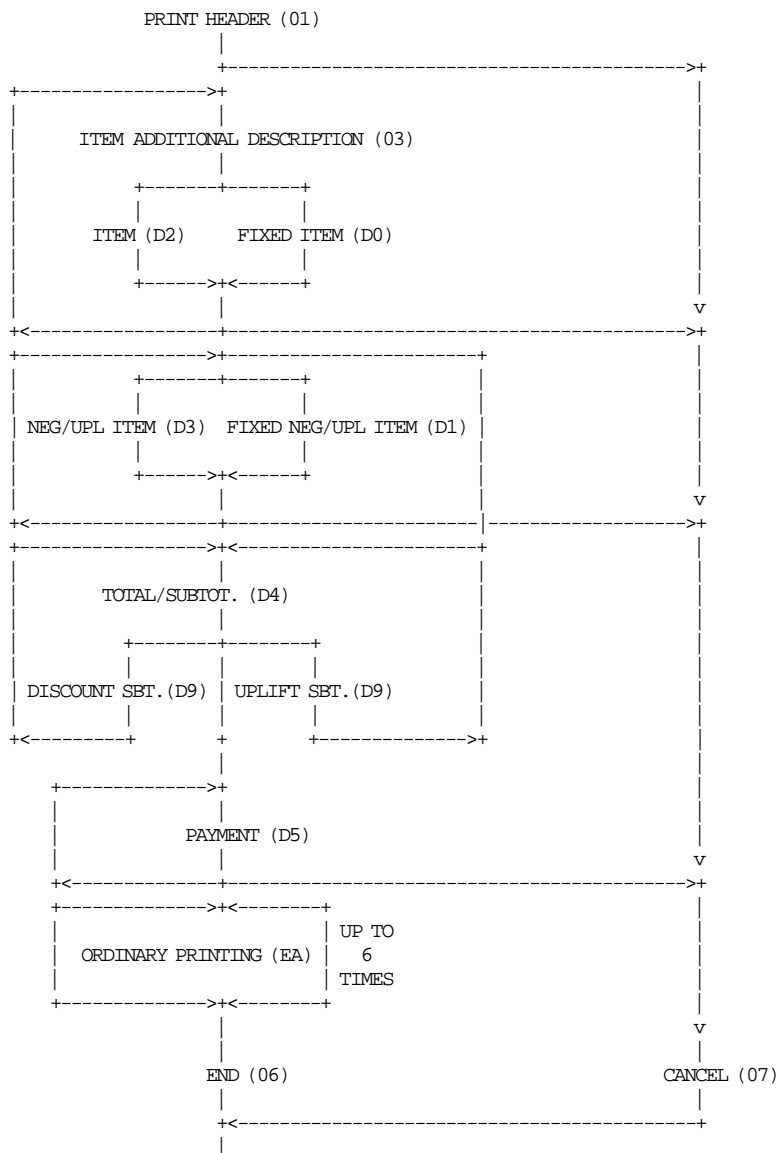 PRINT HEADER (01)
ITEM ADDITIONAL DESCRIPTION (03)
ITEM (D2) FIXED ITEM (D0)
NEG/UPL ITEM (D3) FIXED NEG/UPL ITEM (D1)
TOTAL/SUBTOT. (D4)
DISCOUNT SBT.(D9) UPLIFT SBT.(D9)
PAYMENT (D5)
UP TO
ORDINARY PRINTING (EA) 6
TIMES
END (06) CANCEL (07)